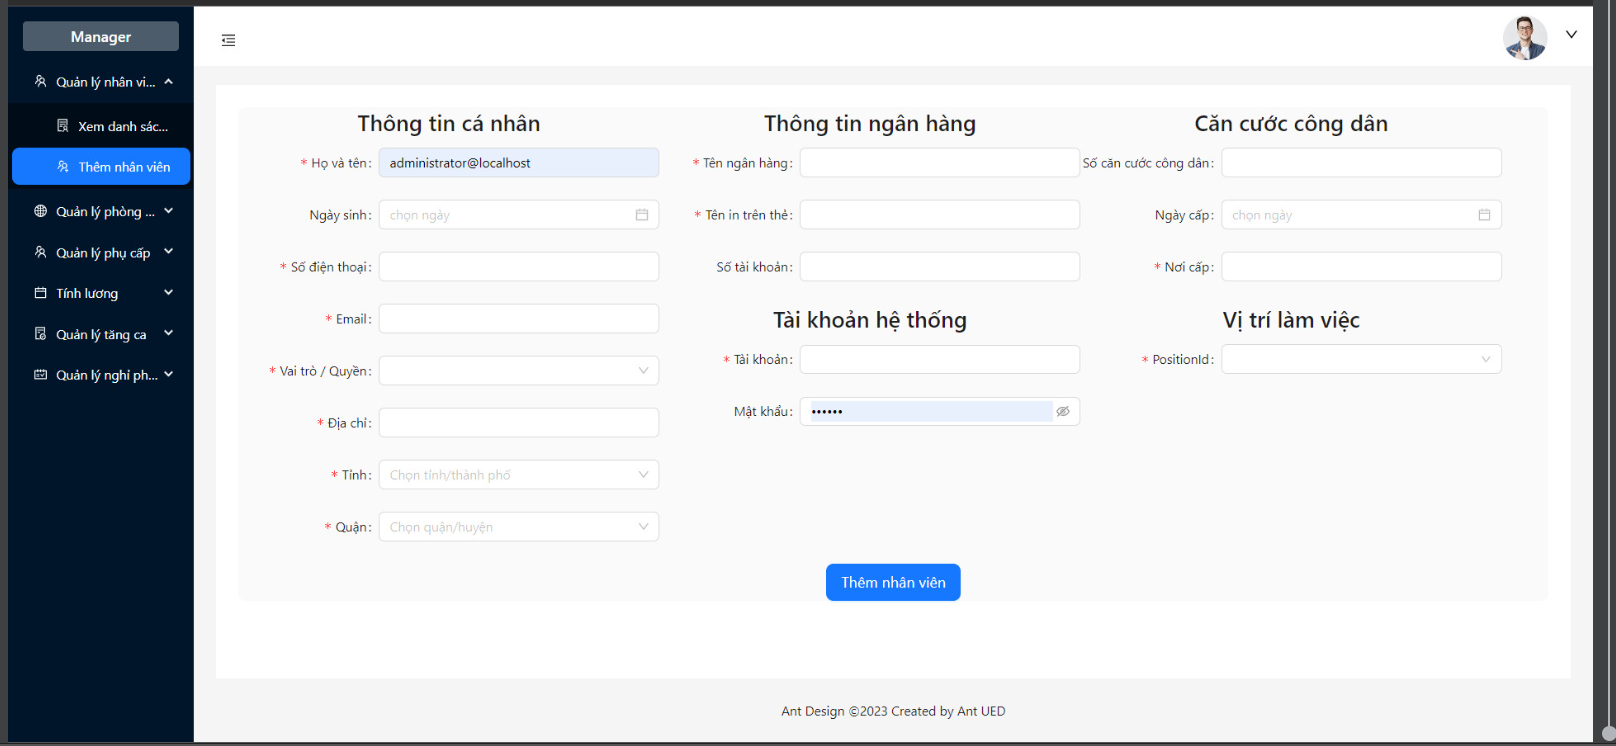 Manager
Quản lý nhân vi...
Xem danh sác...
Thêm nhân viên
Quản lý phòng ...
Quản lý phụ cấp
Tính lương
Quản lý tăng ca
Quản lý nghỉ ph...
Thông tin cá nhân
* Họ và tên: administrator@localhost
Ngày sinh: chọn ngày
* Số điện thoại:
* Email:
* Vai trò / Quyền:
* Địa chỉ:
* Tỉnh: Chọn tỉnh/thành phố
* Quận: Chọn quận/huyện
Thông tin ngân hàng
* Tên ngân hàng:
* Tên in trên thẻ:
Số tài khoản:
Tài khoản hệ thống
* Tài khoản:
Mật khẩu: ••••••
Căn cước công dân
Số căn cước công dân:
Ngày cấp: chọn ngày
* Nơi cấp:
Vị trí làm việc
* PositionId:
Thêm nhân viên
Ant Design ©2023 Created by Ant UED